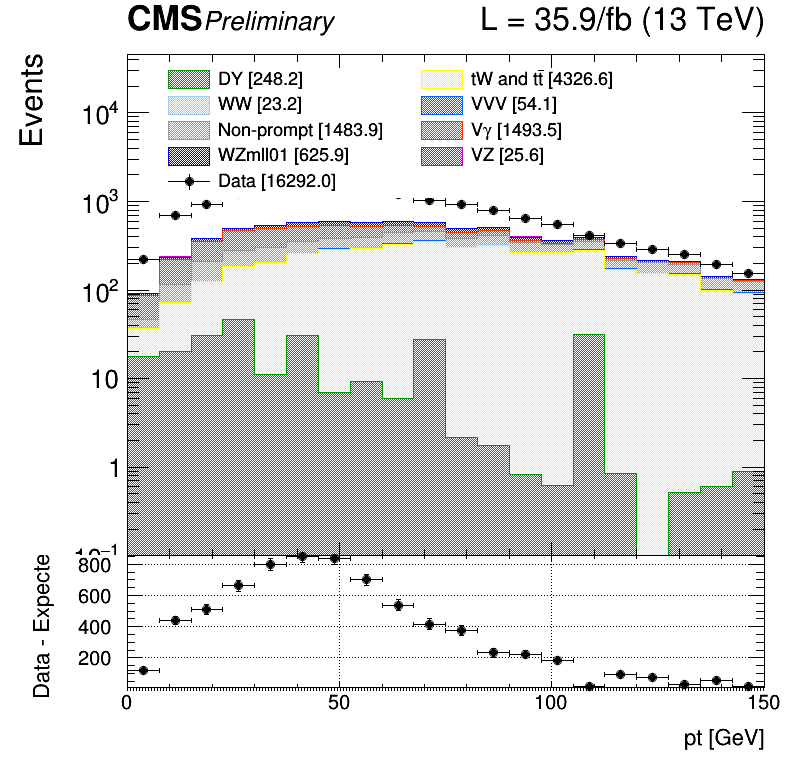 CMS Preliminary L = 35.9/fb (13 TeV)
Events
DY [248.2] tW and tt̄ [4326.6]
WW [23.2] VVV [54.1]
Non-prompt [1483.9] Vγ [1493.5]
WZmll01 [625.9] VZ [25.6]
Data [16292.0]
10⁴
10³
10²
10
1
10⁻¹
Data - Expecte
800
600
400
200
0 50 100 150
pt [GeV]